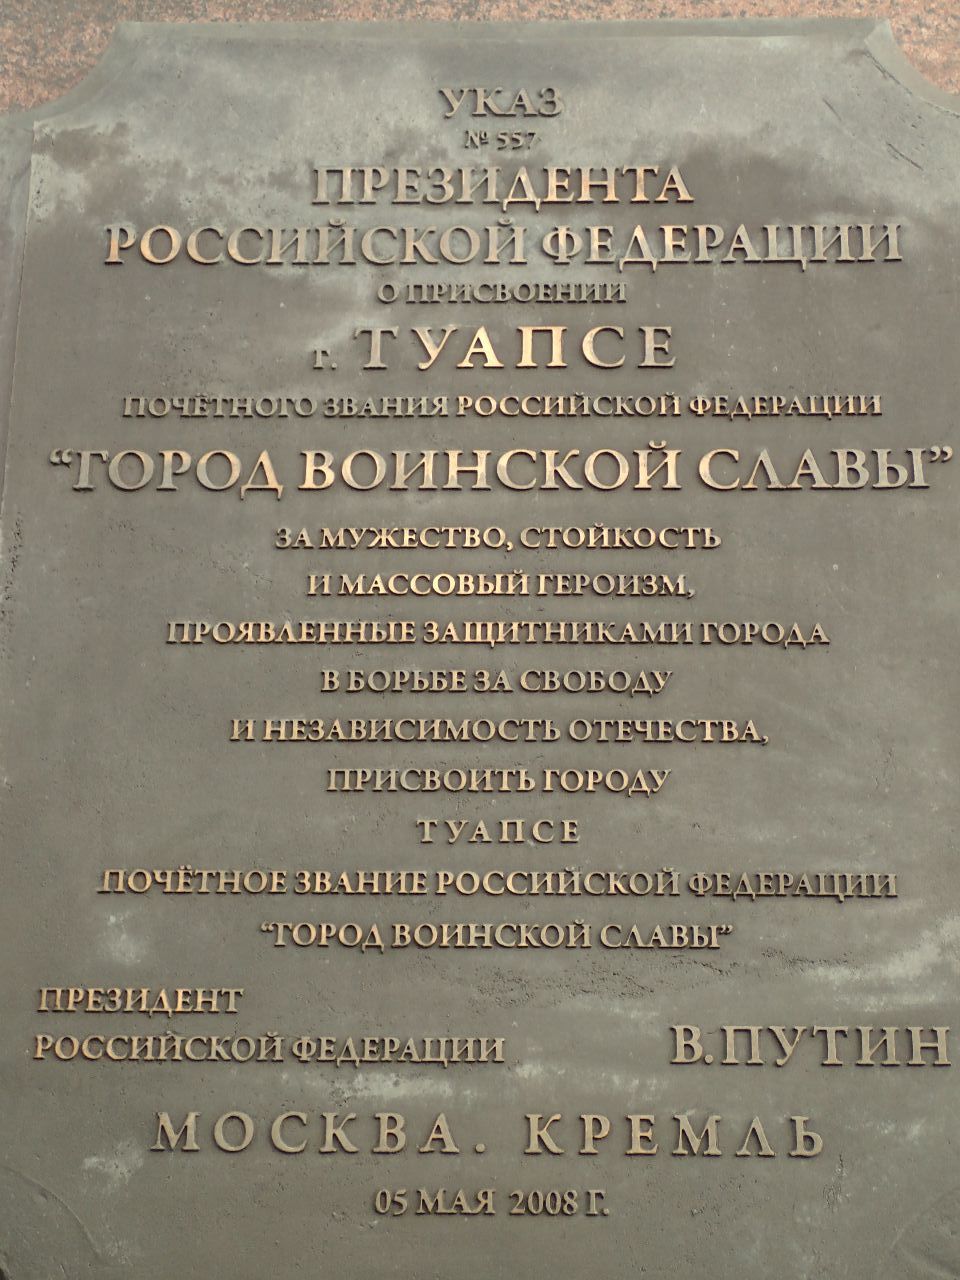 УКАЗ
№ 557
ПРЕЗИДЕНТА
РОССИЙСКОЙ ФЕДЕРАЦИИ
О ПРИСВОЕНИИ
Г. ТУАПСЕ
ПОЧЁТНОГО ЗВАНИЯ РОССИЙСКОЙ ФЕДЕРАЦИИ
“ГОРОД ВОИНСКОЙ СЛАВЫ”
ЗА МУЖЕСТВО, СТОЙКОСТЬ
И МАССОВЫЙ ГЕРОИЗМ,
ПРОЯВЛЕННЫЕ ЗАЩИТНИКАМИ ГОРОДА
В БОРЬБЕ ЗА СВОБОДУ
И НЕЗАВИСИМОСТЬ ОТЕЧЕСТВА,
ПРИСВОИТЬ ГОРОДУ
ТУАПСЕ
ПОЧЁТНОЕ ЗВАНИЕ РОССИЙСКОЙ ФЕДЕРАЦИИ
“ГОРОД ВОИНСКОЙ СЛАВЫ”
ПРЕЗИДЕНТ
РОССИЙСКОЙ ФЕДЕРАЦИИ В.ПУТИН
МОСКВА. КРЕМЛЬ
05 МАЯ 2008 Г.